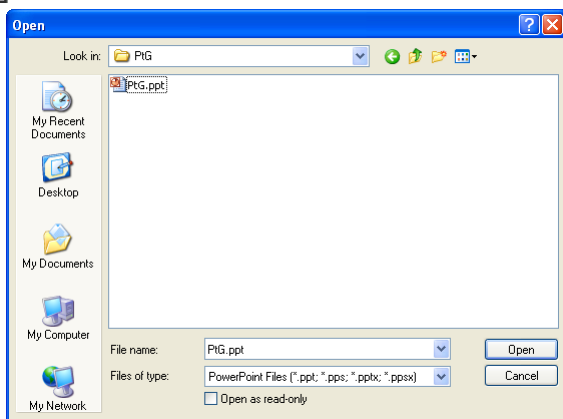 Open
Look in: PtG
PtG.ppt
My Recent
Documents
Desktop
My Documents
My Computer
My Network
File name: PtG.ppt Open
Files of type: PowerPoint Files (*.ppt; *.pps; *.pptx; *.ppsx) Cancel
Open as read-only